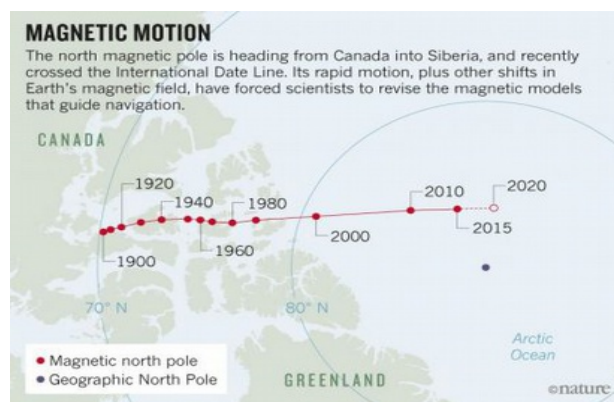 MAGNETIC MOTION
The north magnetic pole is heading from Canada into Siberia, and recently
crossed the International Date Line. Its rapid motion, plus other shifts in
Earth's magnetic field, have forced scientists to revise the magnetic models
that guide navigation.
CANADA
1920
1940
1980
2010
2020
1900
1960
2000
2015
70° N
80° N
Arctic
Ocean
Magnetic north pole
Geographic North Pole
GREENLAND
©nature